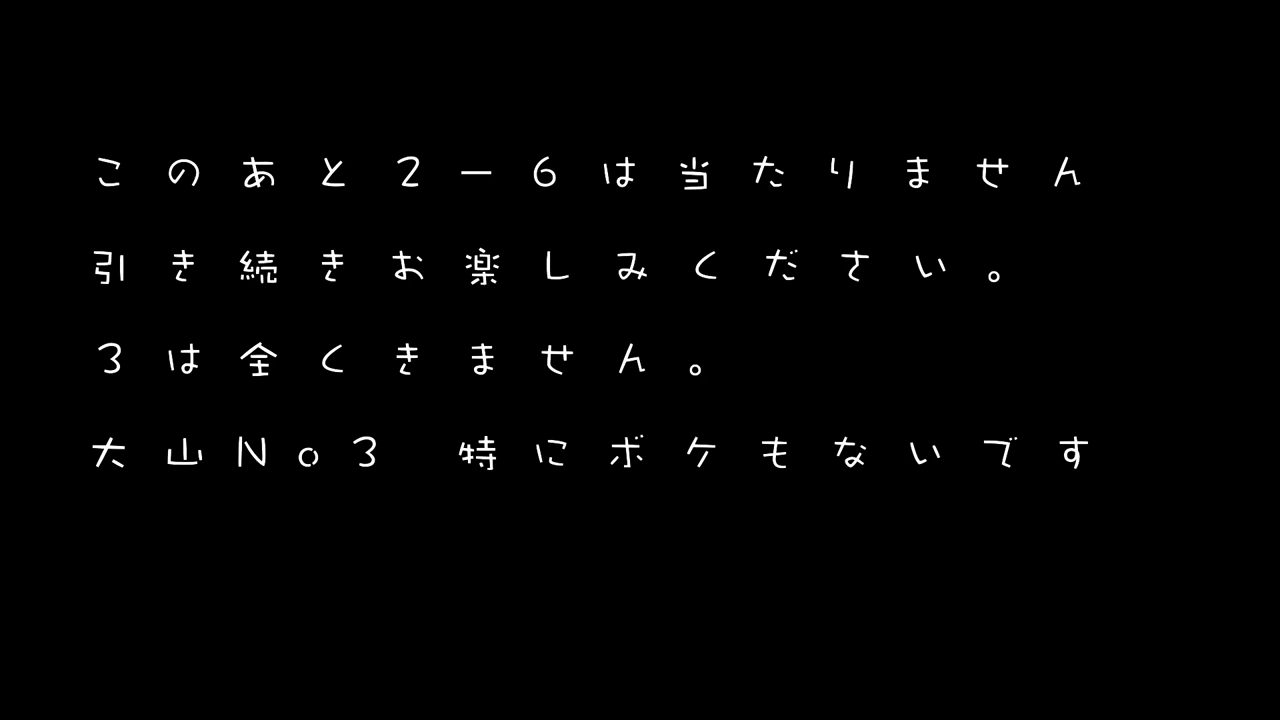 このあと2－6は当たりません
引き続きお楽しみください。
3は全くきません。
大山No3　特にボケもないです